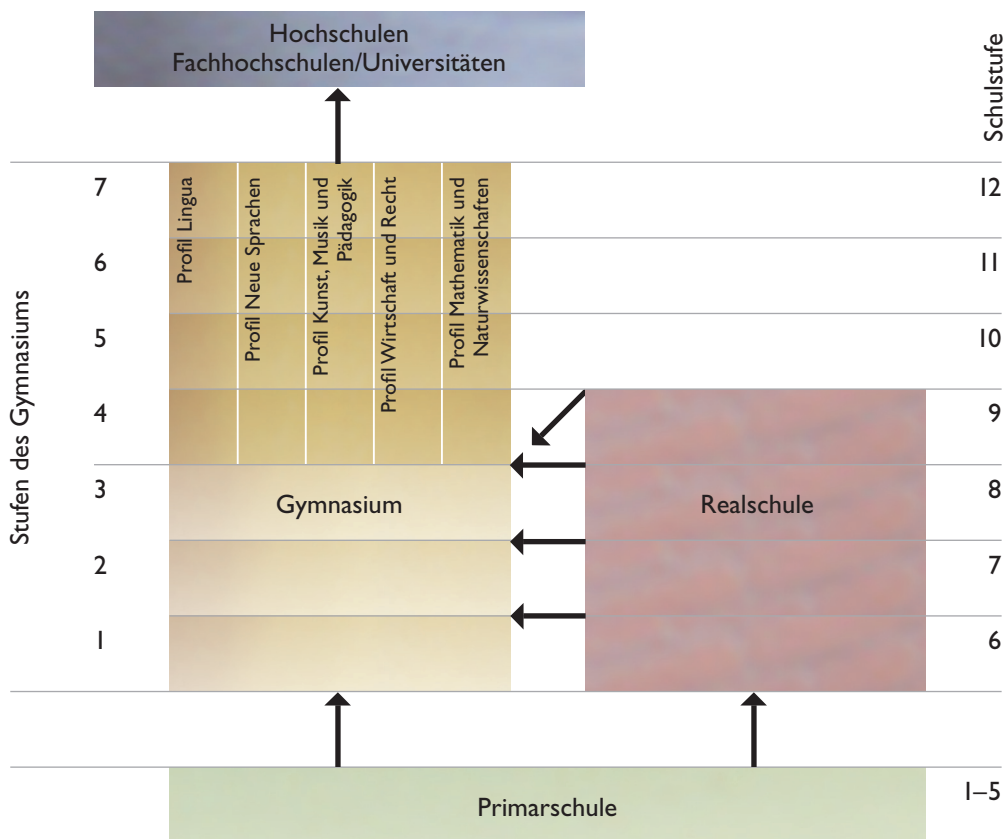 Hochschulen
Fachhochschulen/Universitäten
Schulstufe
Stufen des Gymnasiums
7
12
6
11
5
10
4
9
3
8
2
7
1
6
Profil Lingua
Profil Neue Sprachen
Profil Kunst, Musik und
Pädagogik
Profil Wirtschaft und Recht
Profil Mathematik und
Naturwissenschaften
Gymnasium
Realschule
Primarschule
1–5